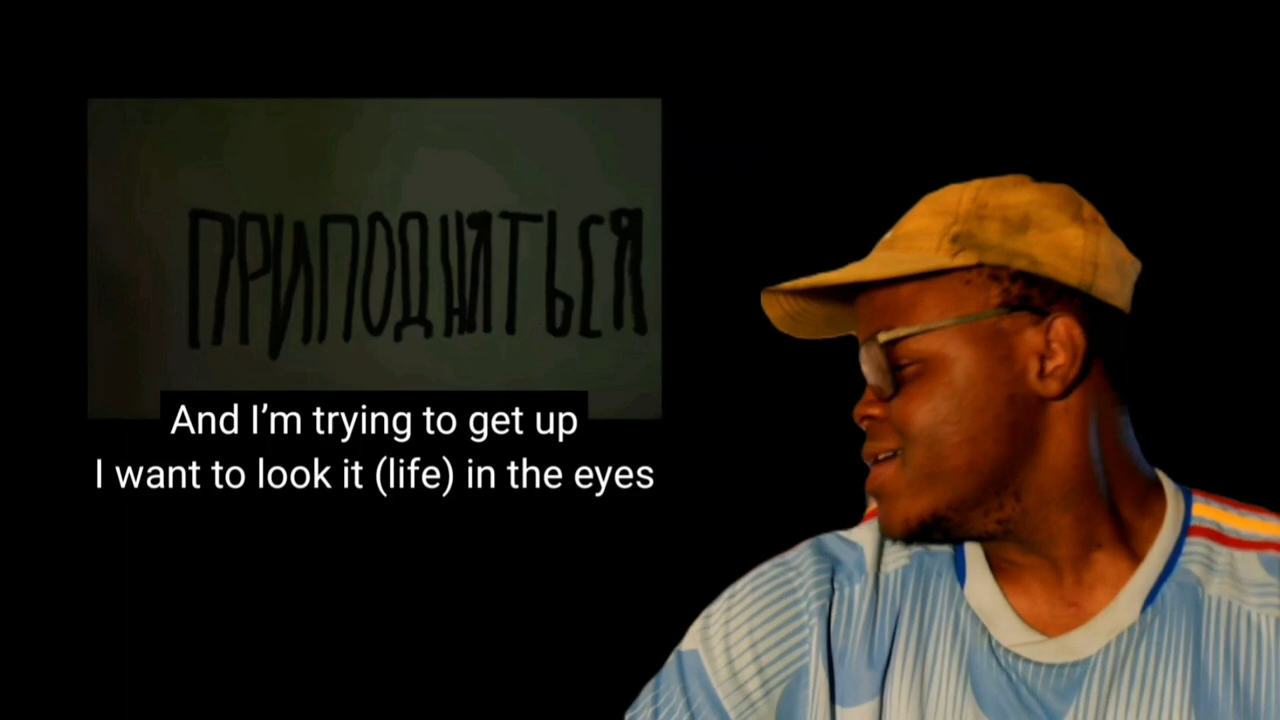 ПРИПОДНЯТЬСЯ
And I’m trying to get up
I want to look it (life) in the eyes